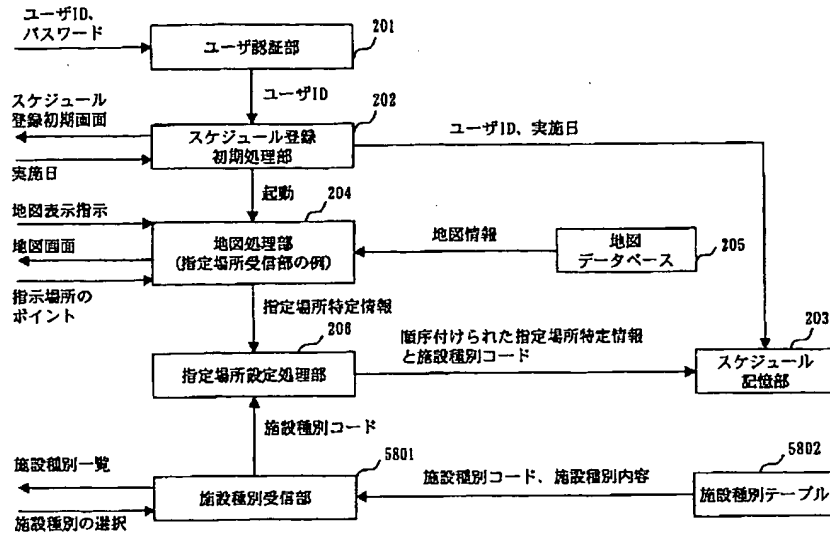 ユーザID、
パスワード
201
ユーザ認証部
ユーザID
スケジュール
登録初期画面
202
スケジュール登録
初期処理部
ユーザID、実施日
実施日
起動
204
地図表示指示
地図処理部
(指定場所受信部の例)
地図情報
地図
データベース
205
地図画面
指示場所の
ポイント
指定場所特定情報
206
指定場所設定処理部
順序付けられた指定場所特定情報
と施設種別コード
203
スケジュール
記憶部
施設種別コード
5801
施設種別一覧
施設種別受信部
施設種別コード、施設種別内容
5802
施設種別テーブル
施設種別の選択